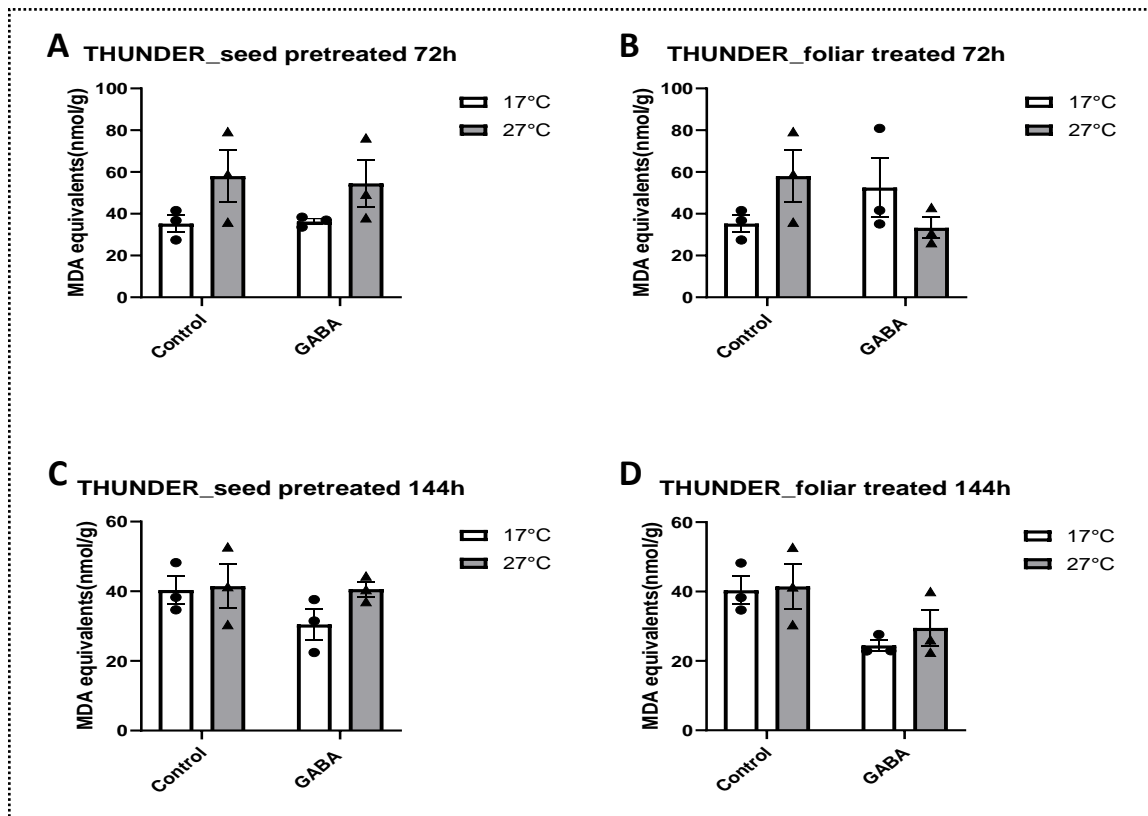 A
THUNDER_seed pretreated 72h
MDA equivalents(nmol/g)
100
80
60
40
20
0
Control
GABA
17°C
27°C
B
THUNDER_foliar treated 72h
MDA equivalents(nmol/g)
100
80
60
40
20
0
Control
GABA
17°C
27°C
C
THUNDER_seed pretreated 144h
MDA equivalents(nmol/g)
60
40
20
0
Control
GABA
17°C
27°C
D
THUNDER_foliar treated 144h
MDA equivalents(nmol/g)
60
40
20
0
Control
GABA
17°C
27°C